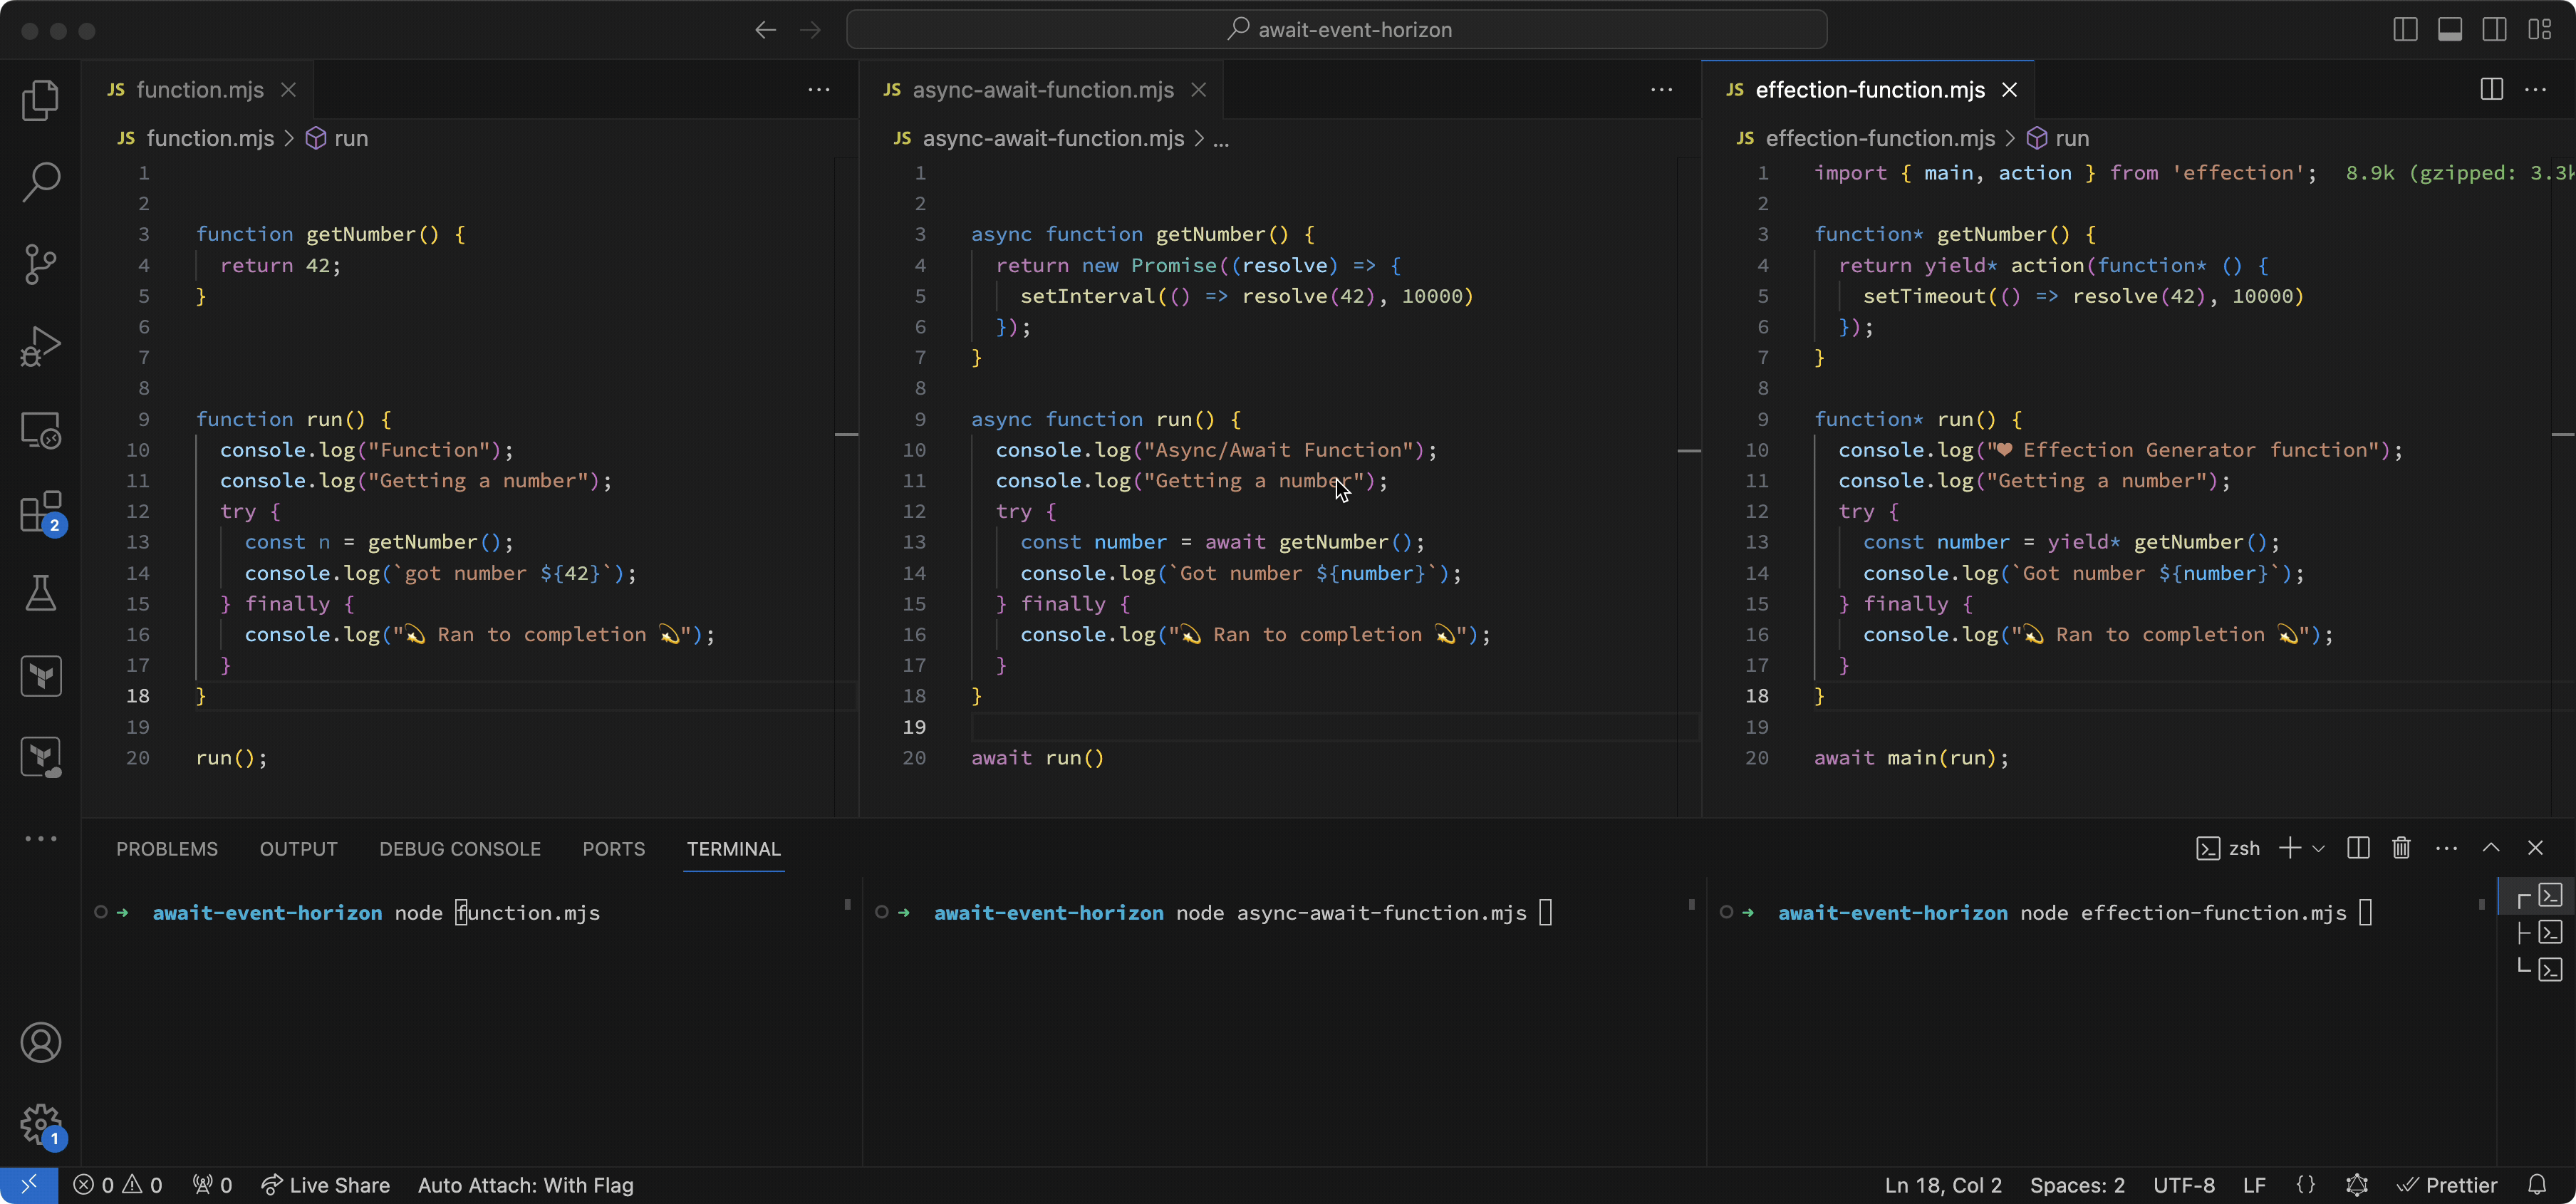 await-event-horizon
JS function.mjs
JS function.mjs > run
1
2
3 function getNumber() {
4 return 42;
5 }
6
7
8
9 function run() {
10 console.log("Function");
11 console.log("Getting a number");
12 try {
13 const n = getNumber();
14 console.log(`got number ${42}`);
15 } finally {
16 console.log("💫 Ran to completion 💫");
17 }
18 }
19
20 run();
JS async-await-function.mjs
JS async-await-function.mjs > ...
1
2
3 async function getNumber() {
4 return new Promise((resolve) => {
5 setInterval(() => resolve(42), 10000)
6 });
7 }
8
9 async function run() {
10 console.log("Async/Await Function");
11 console.log("Getting a number");
12 try {
13 const number = await getNumber();
14 console.log(`Got number ${number}`);
15 } finally {
16 console.log("💫 Ran to completion 💫");
17 }
18 }
19
20 await run()
JS effection-function.mjs
JS effection-function.mjs > run
1 import { main, action } from 'effection'; 8.9k (gzipped: 3.3k
2
3 function* getNumber() {
4 return yield* action(function* () {
5 setTimeout(() => resolve(42), 10000)
6 });
7 }
8
9 function* run() {
10 console.log("❤ Effection Generator function");
11 console.log("Getting a number");
12 try {
13 const number = yield* getNumber();
14 console.log(`Got number ${number}`);
15 } finally {
16 console.log("💫 Ran to completion 💫");
17 }
18 }
19
20 await main(run);
2
1
PROBLEMS OUTPUT DEBUG CONSOLE PORTS TERMINAL
zsh
await-event-horizon node function.mjs
await-event-horizon node async-await-function.mjs
await-event-horizon node effection-function.mjs
0 0 0 Live Share Auto Attach: With Flag
Ln 18, Col 2 Spaces: 2 UTF-8 LF {} Prettier